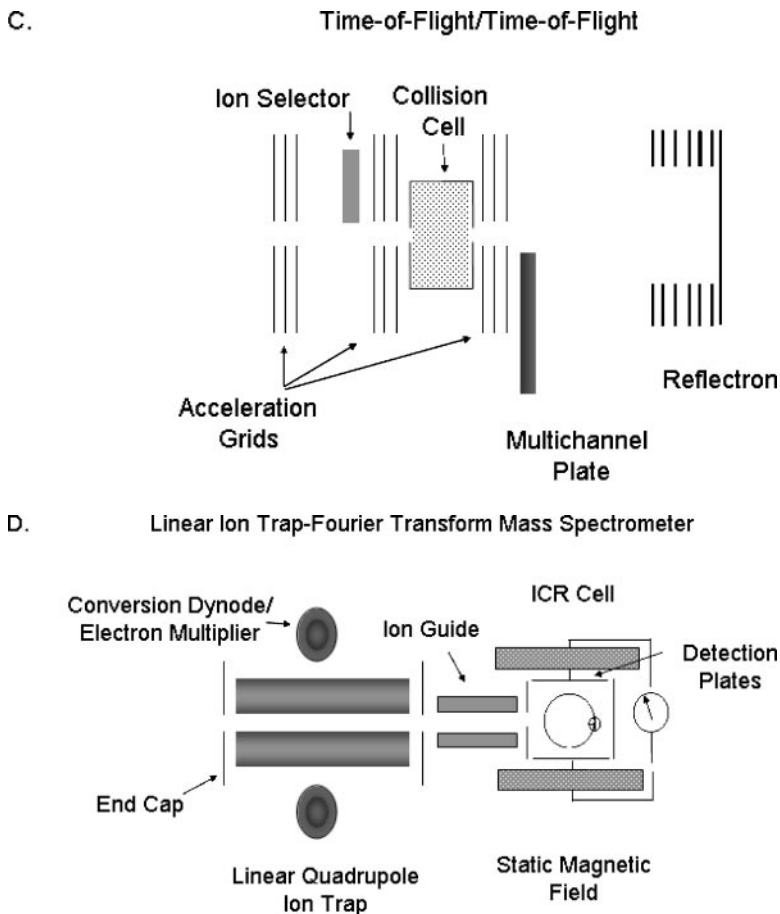 C.
Time-of-Flight/Time-of-Flight
Ion Selector
Collision
Cell
Acceleration
Grids
Multichannel
Plate
Reflectron
D.
Linear Ion Trap-Fourier Transform Mass Spectrometer
Conversion Dynode/
Electron Multiplier
Ion Guide
ICR Cell
Detection
Plates
End Cap
Linear Quadrupole
Ion Trap
Static Magnetic
Field